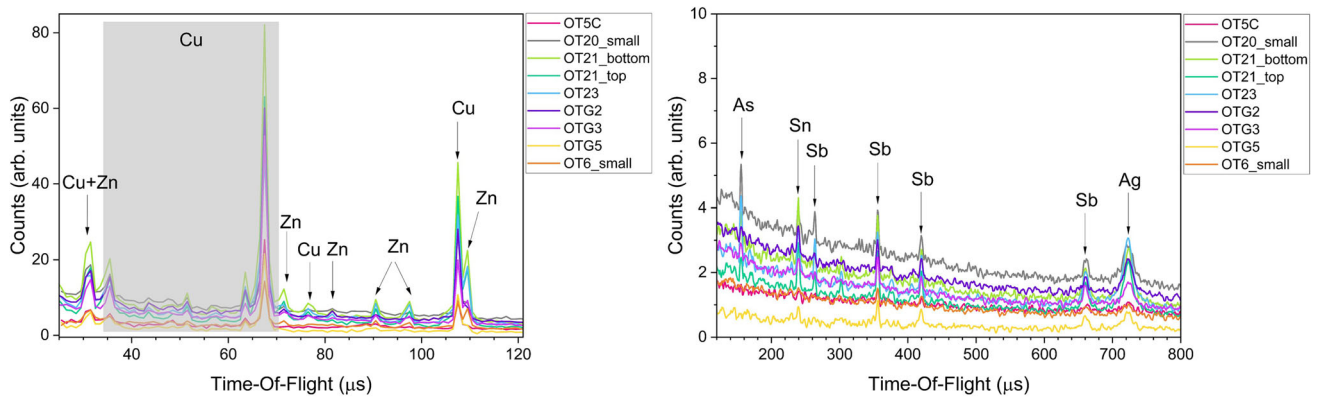 80
60
40
20
0
40
60
80
100
120
Counts (arb. units)
Time-Of-Flight (μs)
Cu
Cu+Zn
Zn
Cu
Zn
Zn
Cu
Zn
OT5C
OT20_small
OT21_bottom
OT21_top
OT23
OTG2
OTG3
OTG5
OT6_small
10
8
6
4
2
0
200
300
400
500
600
700
800
Counts (arb. units)
Time-Of-Flight (μs)
As
Sn
Sb
Sb
Sb
Sb
Ag
OT5C
OT20_small
OT21_bottom
OT21_top
OT23
OTG2
OTG3
OTG5
OT6_small